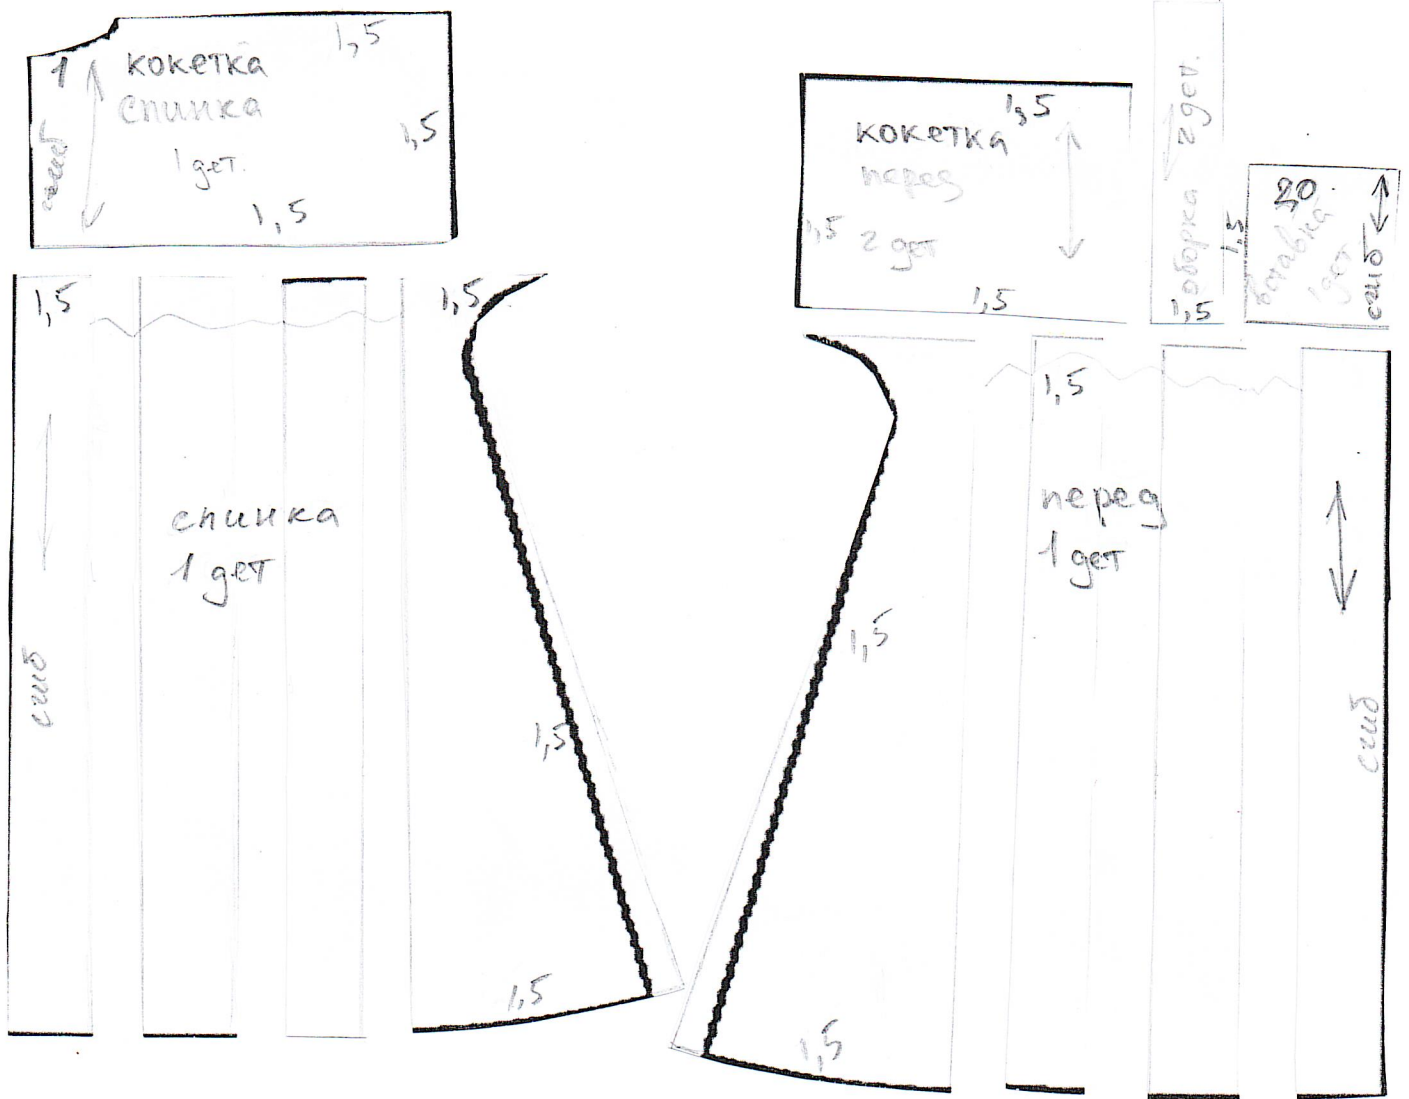 1,5
1 кокетка
спинка
1,5
сгиб
1 дет.
1,5
1,5
кокетка
перед
1,5
2 дет
1,5
оборка 2 дет.
1,5
1,5
20
вставка
1 дет
сгиб
1,5
1,5
1,5
спинка
1 дет
перед
1 дет
1,5
сгиб
1,5
сгиб
1,5
1,5